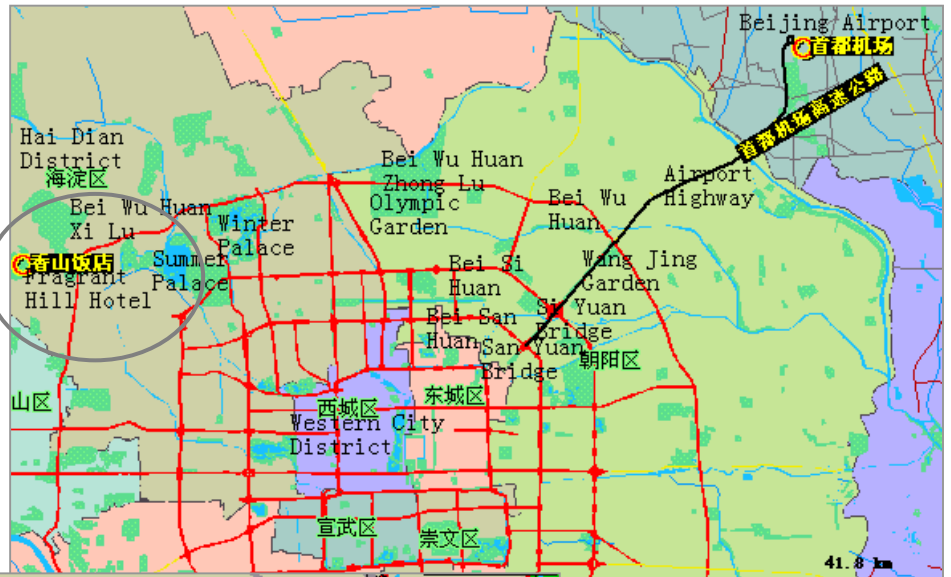 Beijing Airport
首都机场
首都机场高速公路
Hai Dian
District
海淀区
Bei Wu Huan
Zhong Lu
Olympic
Garden
Airport
Highway
Bei Wu
Huan
Bei Wu Huan
Xi Lu
Winter
Palace
香山饭店
Fragrant
Hill Hotel
Summer
Palace
Bei Si
Huan
Wang Jing
Garden
Si Yuan
Bridge
Bei San
Huan
San Yuan
Bridge
朝阳区
山区
西城区
东城区
Western City
District
宣武区
崇文区
41.8 km